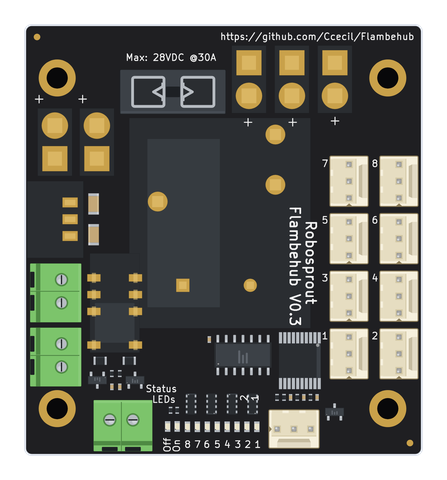 https://github.com/Ccecil/Flambehub
Max: 28VDC @30A
+ +
+ + +
7 8
5 6
3 4
1 2
Robosprout
Flambehub V0.3
Status
LEDs
2 1
Off On 8 7 6 5 4 3 2 1